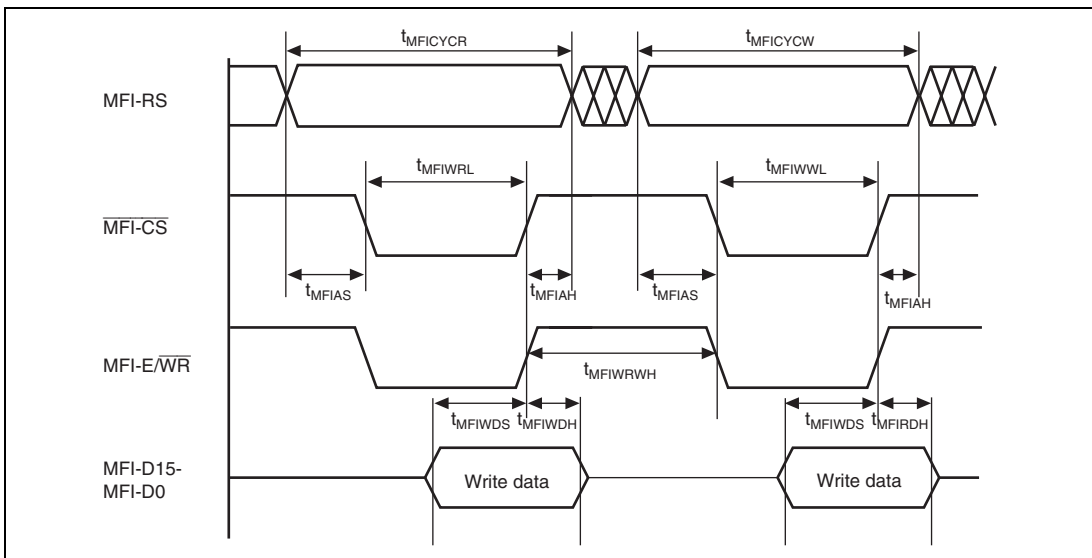 tMFICYCR tMFICYCW
MFI-RS
tMFIWRL tMFIWWL
MFI-CS
tMFIAS tMFIAH tMFIAS tMFIAH
MFI-E/WR
tMFIWRWH
tMFIWDS tMFIWDH tMFIWDS tMFIRDH
MFI-D15-
MFI-D0
Write data Write data